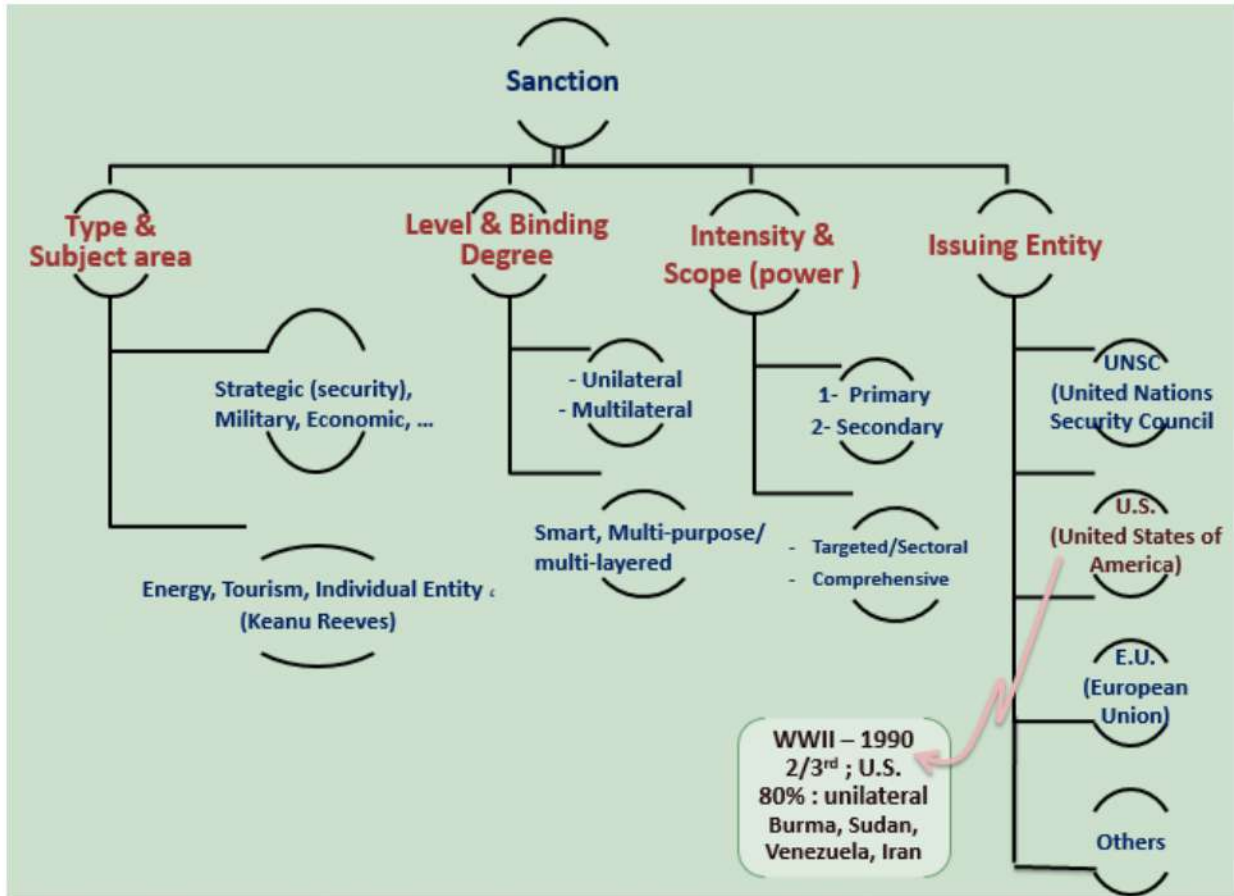 Sanction
Type &
Subject area
Strategic (security),
Military, Economic, ...
Energy, Tourism, Individual Entity ،
(Keanu Reeves)
Level & Binding
Degree
- Unilateral
- Multilateral
Smart, Multi-purpose/
multi-layered
Intensity &
Scope (power )
1- Primary
2- Secondary
- Targeted/Sectoral
- Comprehensive
Issuing Entity
UNSC
(United Nations
Security Council
U.S.
(United States of
America)
E.U.
(European
Union)
Others
WWII – 1990
2/3rd ; U.S.
80% : unilateral
Burma, Sudan,
Venezuela, Iran